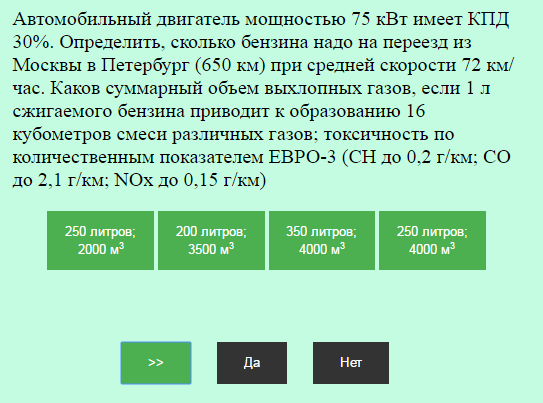 Автомобильный двигатель мощностью 75 кВт имеет КПД
30%. Определить, сколько бензина надо на переезд из
Москвы в Петербург (650 км) при средней скорости 72 км/
час. Каков суммарный объем выхлопных газов, если 1 л
сжигаемого бензина приводит к образованию 16
кубометров смеси различных газов; токсичность по
количественным показателем ЕВРО-3 (СН до 0,2 г/км; СО
до 2,1 г/км; NOx до 0,15 г/км)
250 литров;
2000 м³
200 литров;
3500 м³
350 литров;
4000 м³
250 литров;
4000 м³
>>
Да
Нет